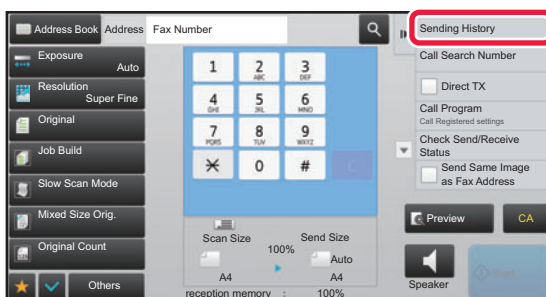 Address Book
Address
Fax Number
Sending History
Exposure
Auto
Call Search Number
Resolution
Super Fine
Direct TX
Original
Call Program
Call Registered settings
Job Build
Check Send/Receive
Status
Slow Scan Mode
Send Same Image
as Fax Address
Mixed Size Orig.
Original Count
Others
1
2
ABC
3
DEF
4
GHI
5
JKL
6
MNO
7
PQRS
8
TUV
9
WXYZ
0
#
C
Scan Size
100%
Send Size
Auto
A4
A4
reception memory : 100%
Preview
CA
Speaker
Start